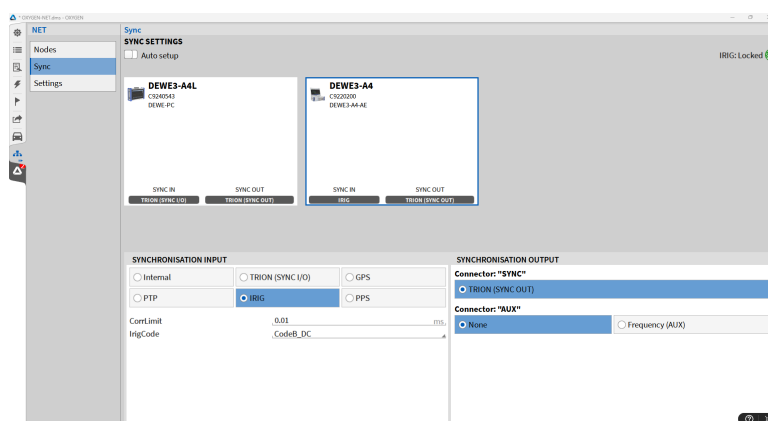 * OXYGEN-NET.dms - OXYGEN
NET
Nodes
Sync
Settings
Sync
SYNC SETTINGS
Auto setup
IRIG: Locked
DEWE3-A4L
C9240543
DEWE-PC
SYNC IN
SYNC OUT
TRION (SYNC I/O)
TRION (SYNC OUT)
DEWE3-A4
C9220200
DEWE3-A4-AE
SYNC IN
SYNC OUT
IRIG
TRION (SYNC OUT)
SYNCHRONISATION INPUT
Internal
TRION (SYNC I/O)
GPS
PTP
IRIG
PPS
CorrLimit
0.01
ms
IrigCode
CodeB_DC
SYNCHRONISATION OUTPUT
Connector: "SYNC"
TRION (SYNC OUT)
Connector: "AUX"
None
Frequency (AUX)